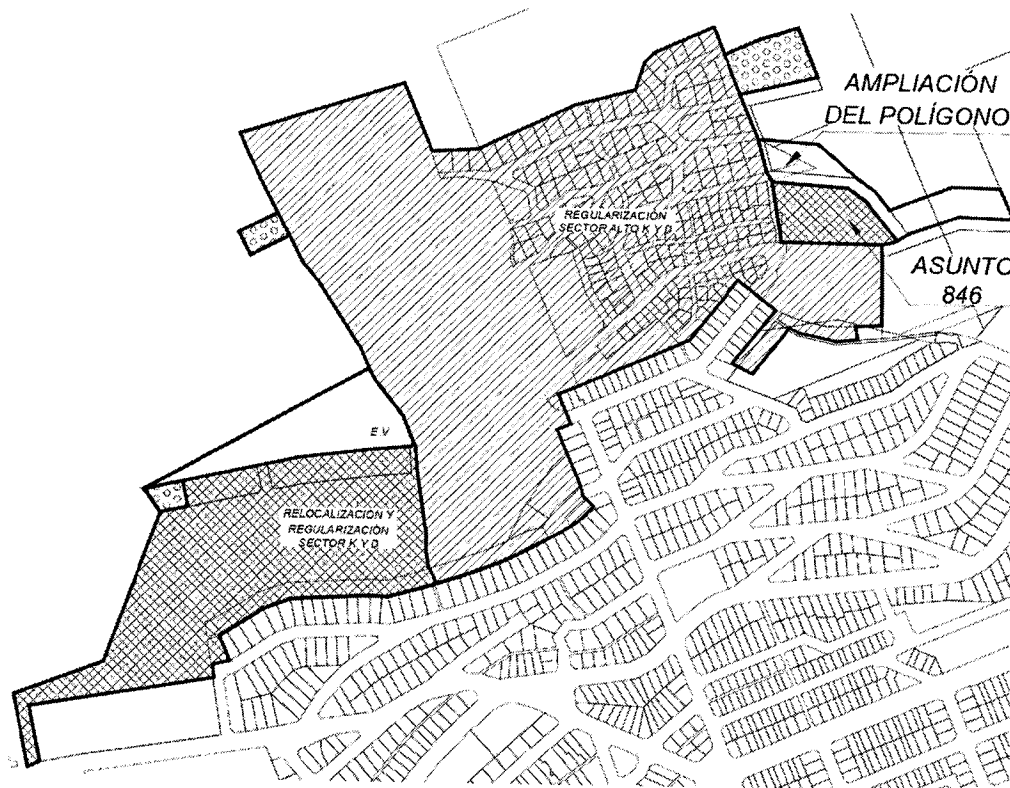 AMPLIACIÓN
DEL POLÍGONO
REGULARIZACIÓN
SECTOR ALTO K Y D
ASUNTO
846
E.V
RELOCALIZACIÓN Y
REGULARIZACIÓN
SECTOR K Y D